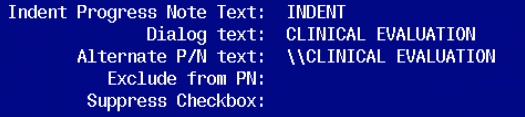 Indent Progress Note Text: INDENT
Dialog text: CLINICAL EVALUATION
Alternate P/N text: \\CLINICAL EVALUATION
Exclude from PN:
Suppress Checkbox: